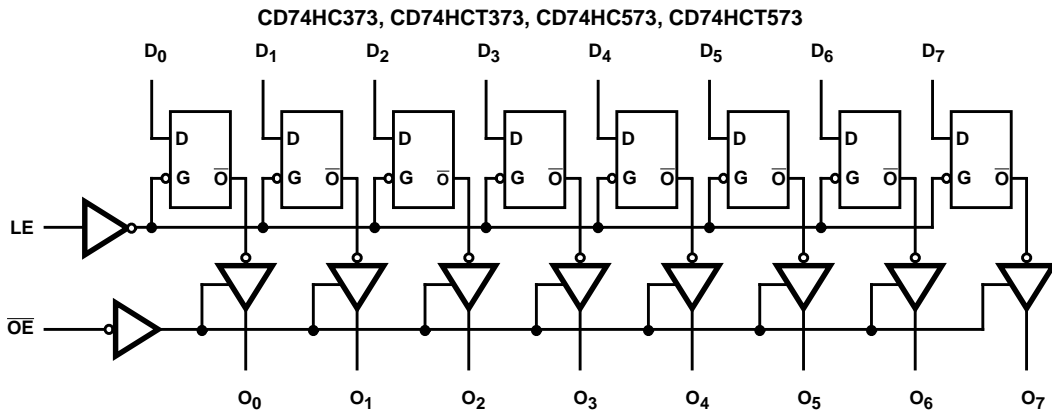 CD74HC373, CD74HCT373, CD74HC573, CD74HCT573
D0 D1 D2 D3 D4 D5 D6 D7
D D D D D D D D
G O̅ G O̅ G O̅ G O̅ G O̅ G O̅ G O̅ G O̅
LE
O̅E̅
O0 O1 O2 O3 O4 O5 O6 O7